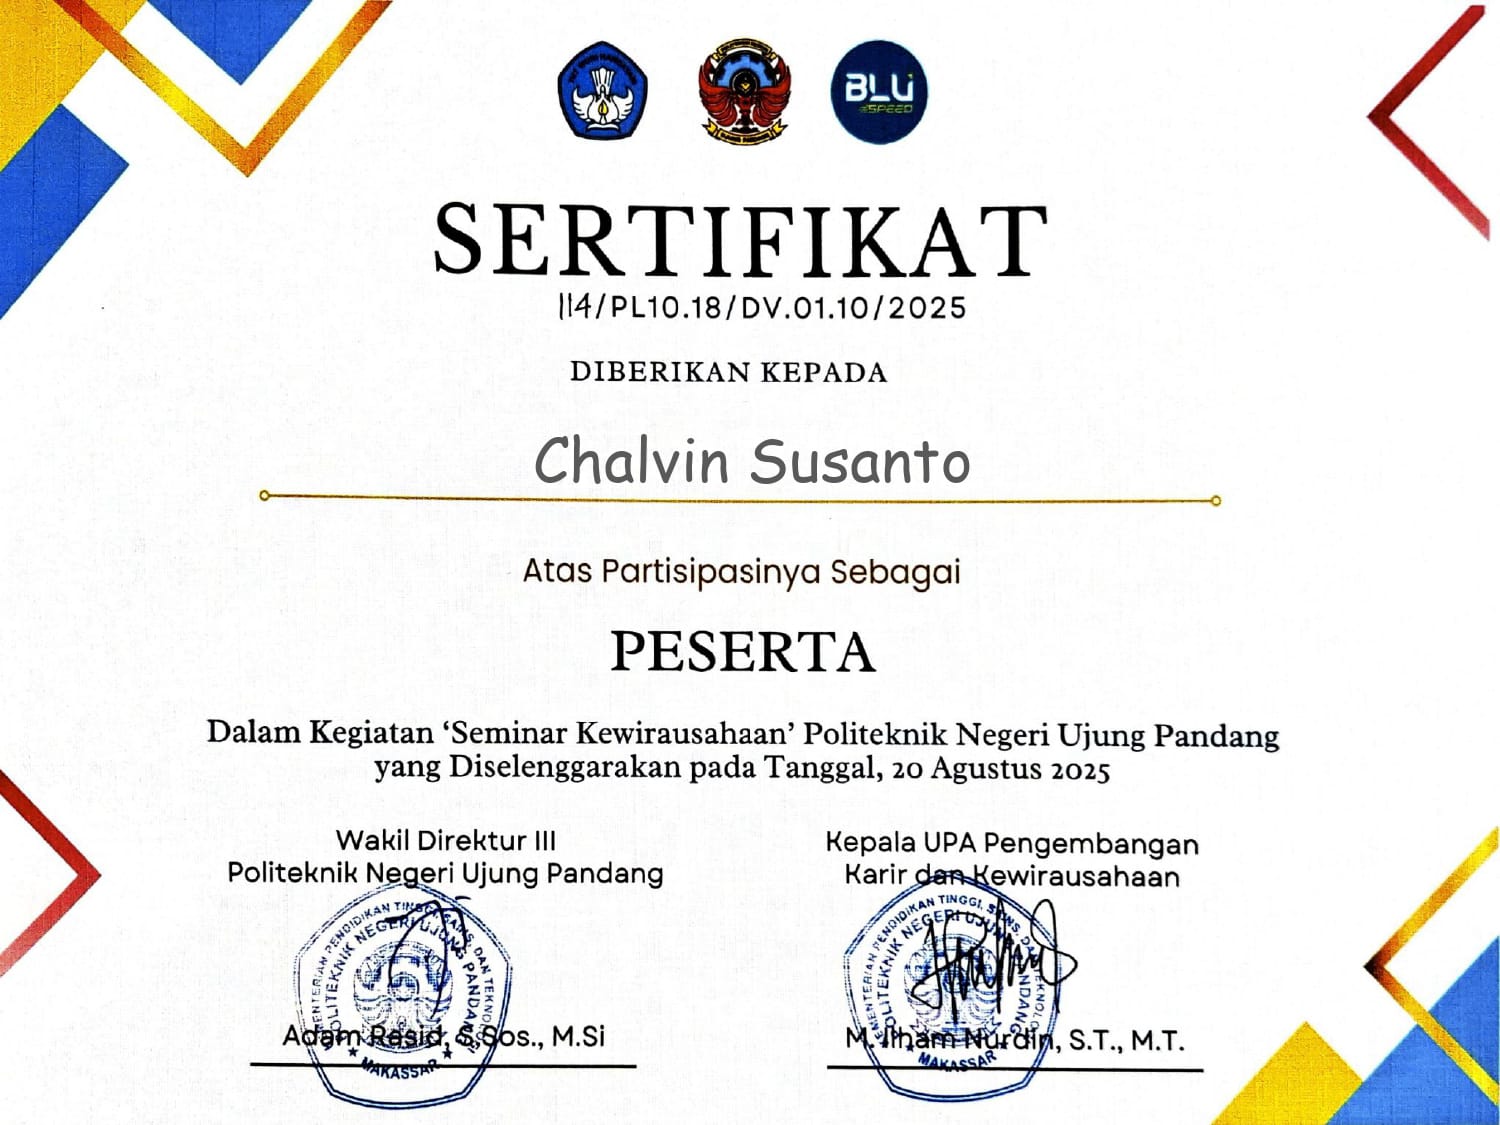 TUT WURI HANDAYANI
BLU
SPEED
SERTIFIKAT
114/PL10.18/DV.01.10/2025
DIBERIKAN KEPADA
Chalvin Susanto
Atas Partisipasinya Sebagai
PESERTA
Dalam Kegiatan ‘Seminar Kewirausahaan’ Politeknik Negeri Ujung Pandang
yang Diselenggarakan pada Tanggal, 20 Agustus 2025
Wakil Direktur III
Politeknik Negeri Ujung Pandang
KEMENTERIAN PENDIDIKAN TINGGI, SAINS, DAN TEKNOLOGI
POLITEKNIK NEGERI UJUNG PANDANG
MAKASSAR
Adam Rasid, S.Sos., M.Si
Kepala UPA Pengembangan
Karir dan Kewirausahaan
KEMENTERIAN PENDIDIKAN TINGGI, SAINS, DAN TEKNOLOGI
POLITEKNIK NEGERI UJUNG PANDANG
MAKASSAR
M. Ilham Nurdin, S.T., M.T.